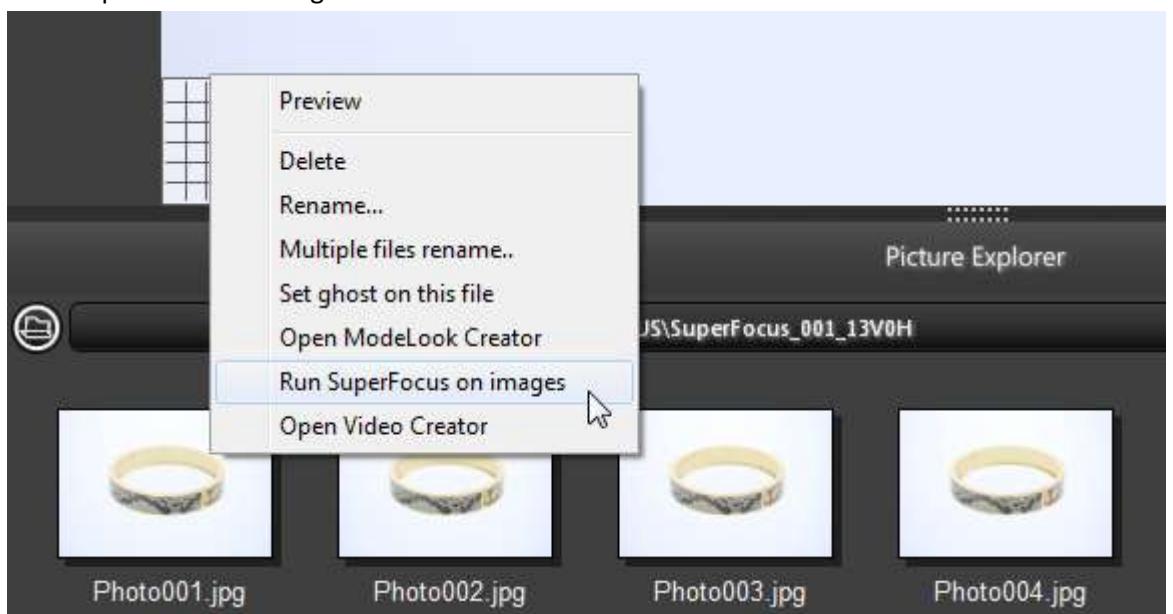 Preview
Delete
Rename...
Multiple files rename..
Set ghost on this file
Open ModeLook Creator
Run SuperFocus on images
Open Video Creator
Picture Explorer
\SuperFocus_001_13V0H
Photo001.jpg Photo002.jpg Photo003.jpg Photo004.jpg